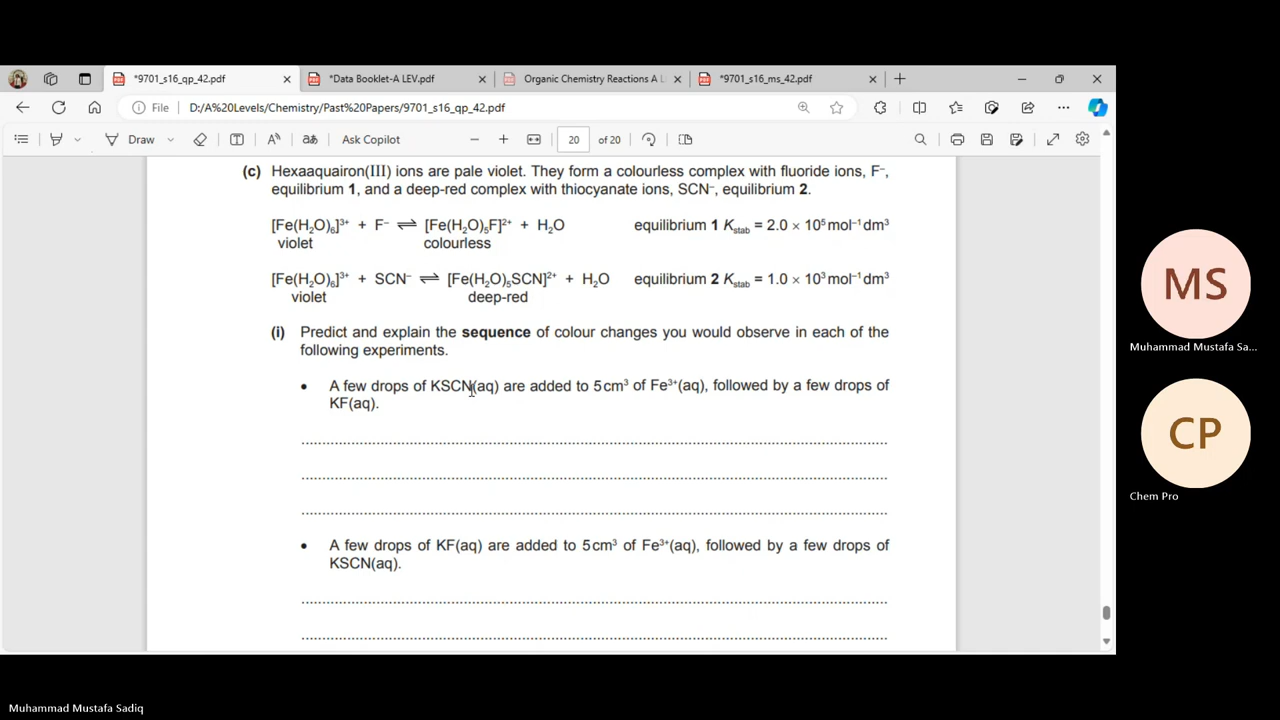 *9701_s16_qp_42.pdf
*Data Booklet-A LEV.pdf
Organic Chemistry Reactions A L
*9701_s16_ms_42.pdf
File
D:/A%20Levels/Chemistry/Past%20Papers/9701_s16_qp_42.pdf
Draw
Ask Copilot
20 of 20
(c) Hexaaquairon(III) ions are pale violet. They form a colourless complex with fluoride ions, F⁻,
equilibrium 1, and a deep-red complex with thiocyanate ions, SCN⁻, equilibrium 2.
[Fe(H₂O)₆]³⁺ + F⁻ ⇌ [Fe(H₂O)₅F]²⁺ + H₂O equilibrium 1 Kstab = 2.0 × 10⁵ mol⁻¹ dm³
violet colourless
[Fe(H₂O)₆]³⁺ + SCN⁻ ⇌ [Fe(H₂O)₅SCN]²⁺ + H₂O equilibrium 2 Kstab = 1.0 × 10³ mol⁻¹ dm³
violet deep-red
(i) Predict and explain the sequence of colour changes you would observe in each of the
following experiments.
• A few drops of KSCN(aq) are added to 5 cm³ of Fe³⁺(aq), followed by a few drops of
KF(aq).
• A few drops of KF(aq) are added to 5 cm³ of Fe³⁺(aq), followed by a few drops of
KSCN(aq).
MS
Muhammad Mustafa Sa...
CP
Chem Pro
Muhammad Mustafa Sadiq